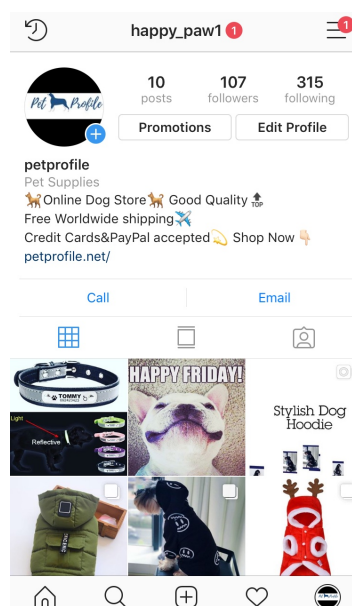 happy_paw1 1
1
Pet Profile
10 107 315
posts followers following
Promotions Edit Profile
petprofile
Pet Supplies
🐕Online Dog Store🐕 Good Quality 🔝
Free Worldwide shipping✈️
Credit Cards&PayPal accepted💫 Shop Now 👇🏻
petprofile.net/
Call Email
TOMMY
Light
Reflective
HAPPY FRIDAY!
Stylish Dog
Hoodie